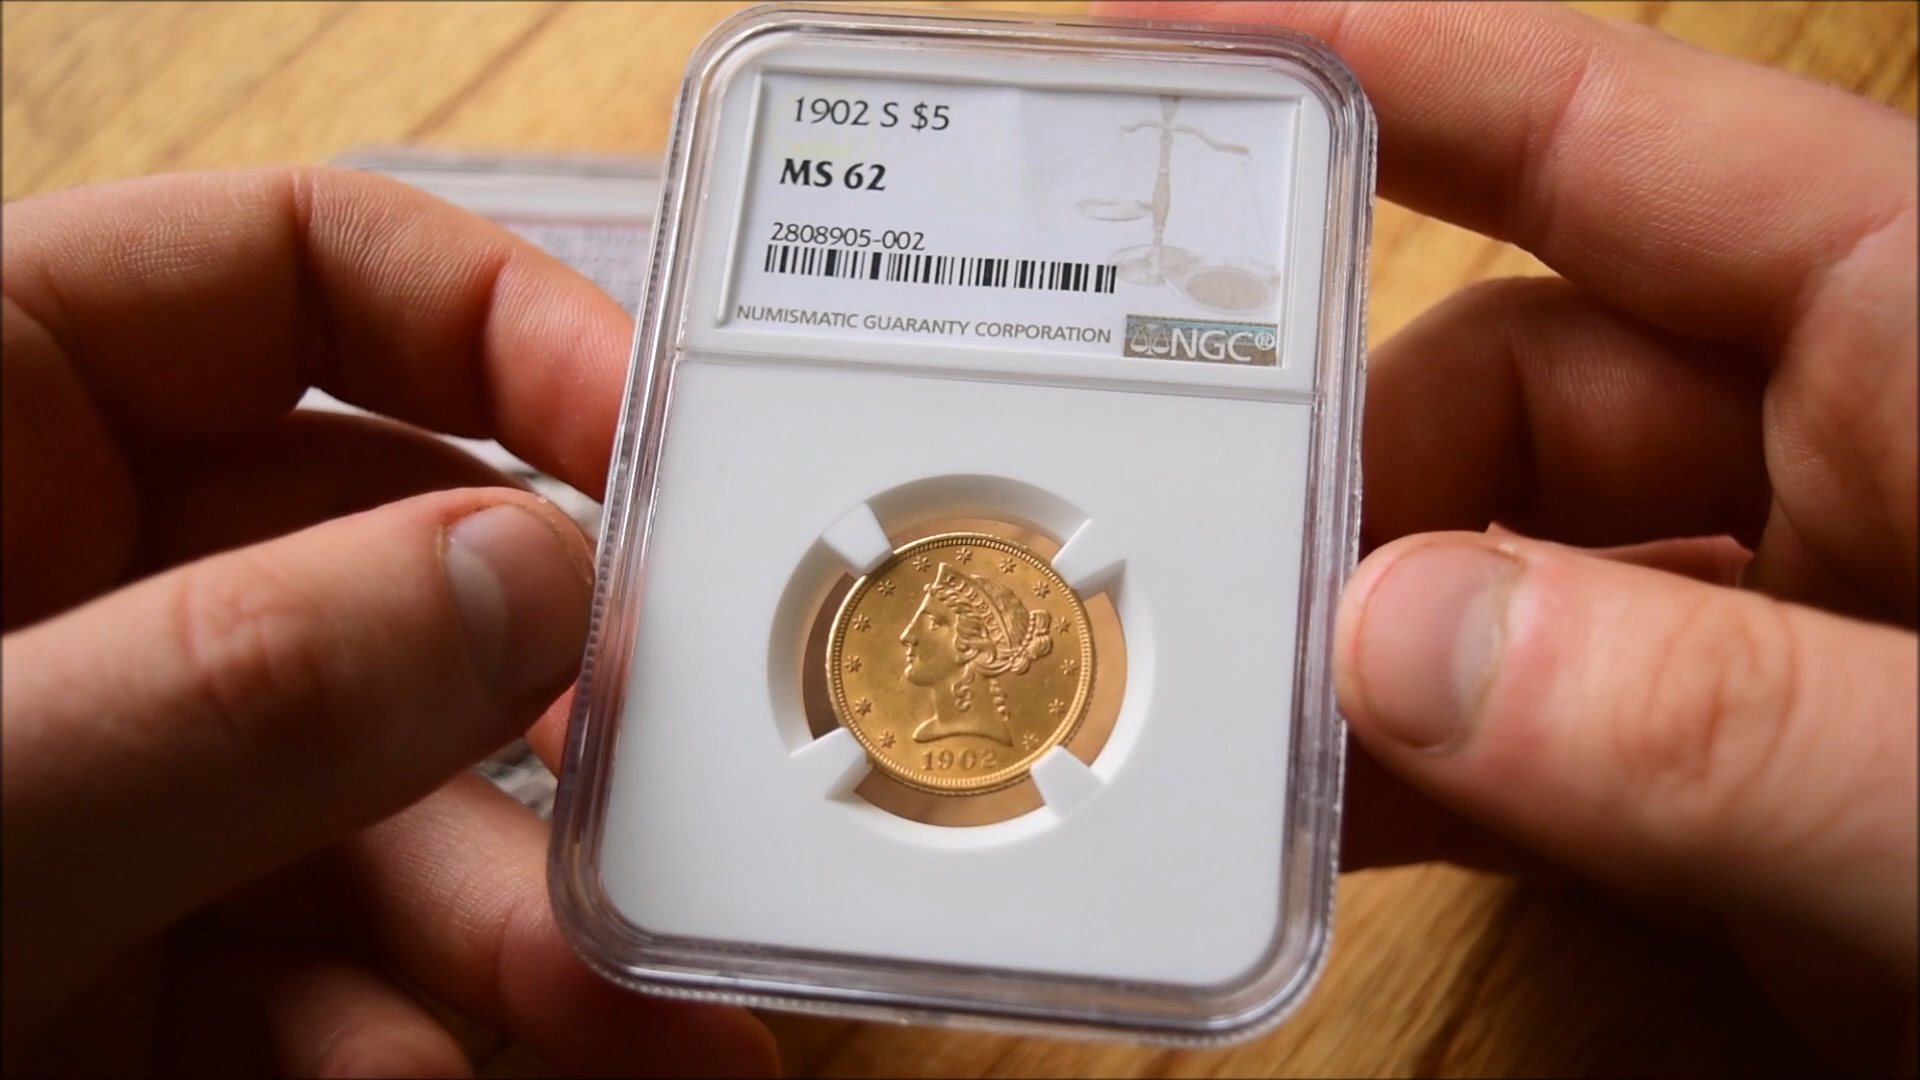 1902 S $5
MS 62
2808905-002
NUMISMATIC GUARANTY CORPORATION
NGC®
LIBERTY
1902